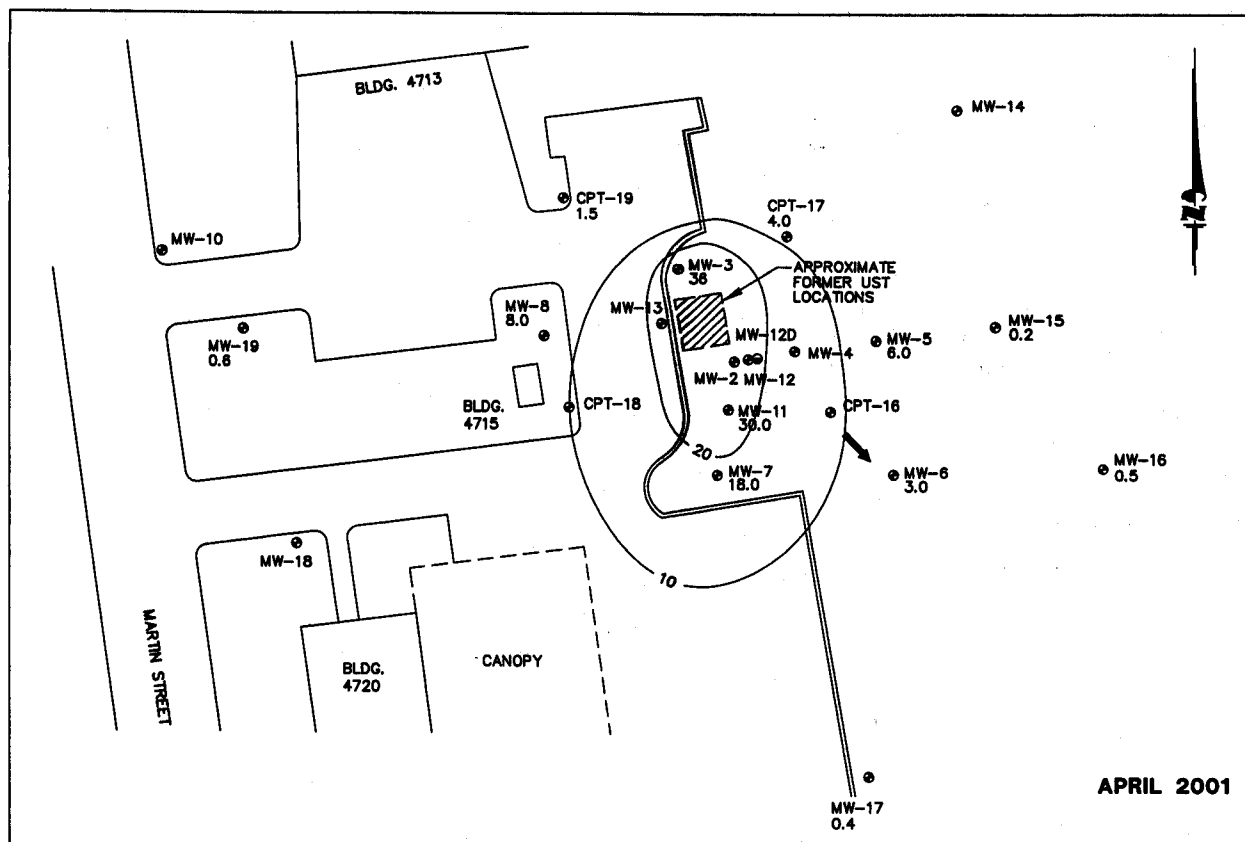 BLDG. 4713
MW-14
CPT-19
1.5
CPT-17
4.0
N
MW-10
MW-3
36
APPROXIMATE
FORMER UST
LOCATIONS
MW-8
8.0
MW-13
MW-19
0.6
MW-12D
MW-15
0.2
MW-5
6.0
MW-4
MW-2
MW-12
BLDG.
4715
CPT-18
MW-11
30.0
CPT-16
20
MW-7
18.0
MW-6
3.0
MW-16
0.5
MW-18
10
MARTIN STREET
BLDG.
4720
CANOPY
APRIL 2001
MW-17
0.4